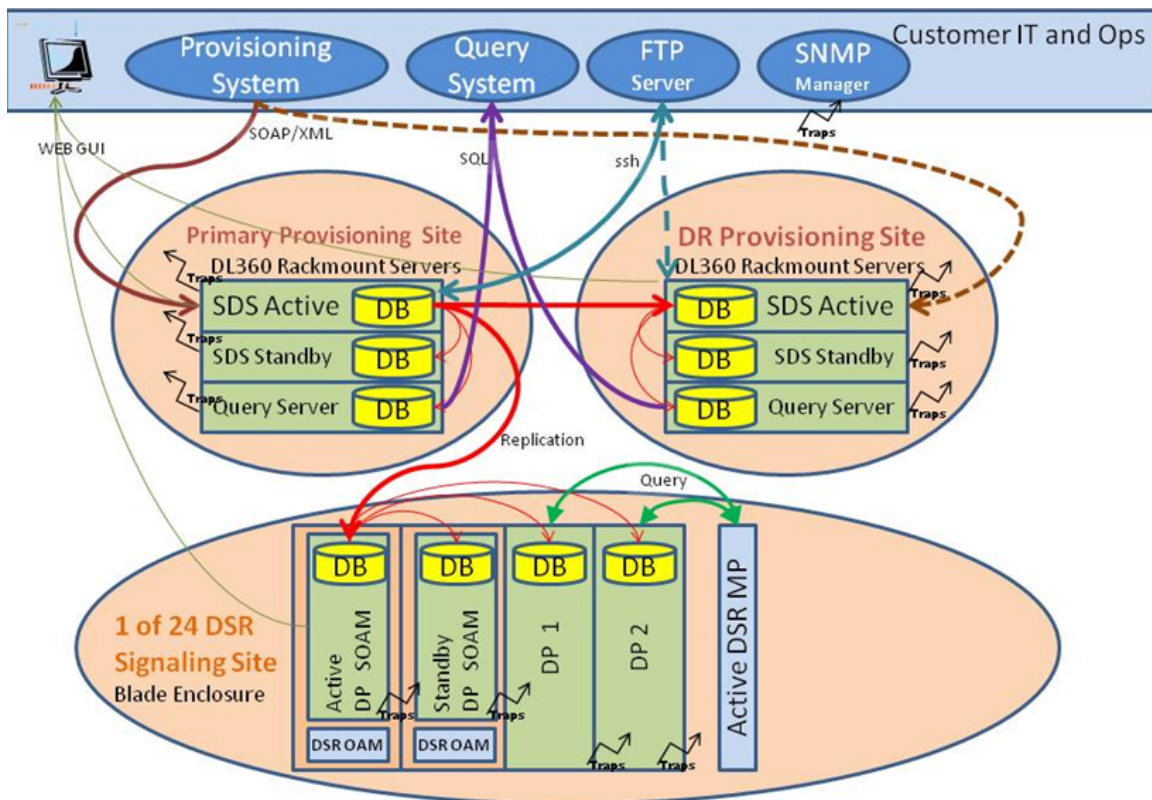 Customer IT and Ops
Provisioning
System
Query
System
FTP
Server
SNMP
Manager
Traps
WEB GUI
SOAP/XML
SQL
ssh
Primary Provisioning Site
DL360 Rackmount Servers
Traps
SDS Active
DB
Traps
SDS Standby
DB
Traps
Query Server
DB
DR Provisioning Site
DL360 Rackmount Servers
Traps
DB
SDS Active
DB
SDS Standby
Traps
DB
Query Server
Traps
Replication
Query
1 of 24 DSR
Signaling Site
Blade Enclosure
DB
Active
DP SOAM
Traps
DSR OAM
DB
Standby
DP SOAM
Traps
DSR OAM
DB
DP 1
Traps
DB
DP 2
Traps
Active DSR MP